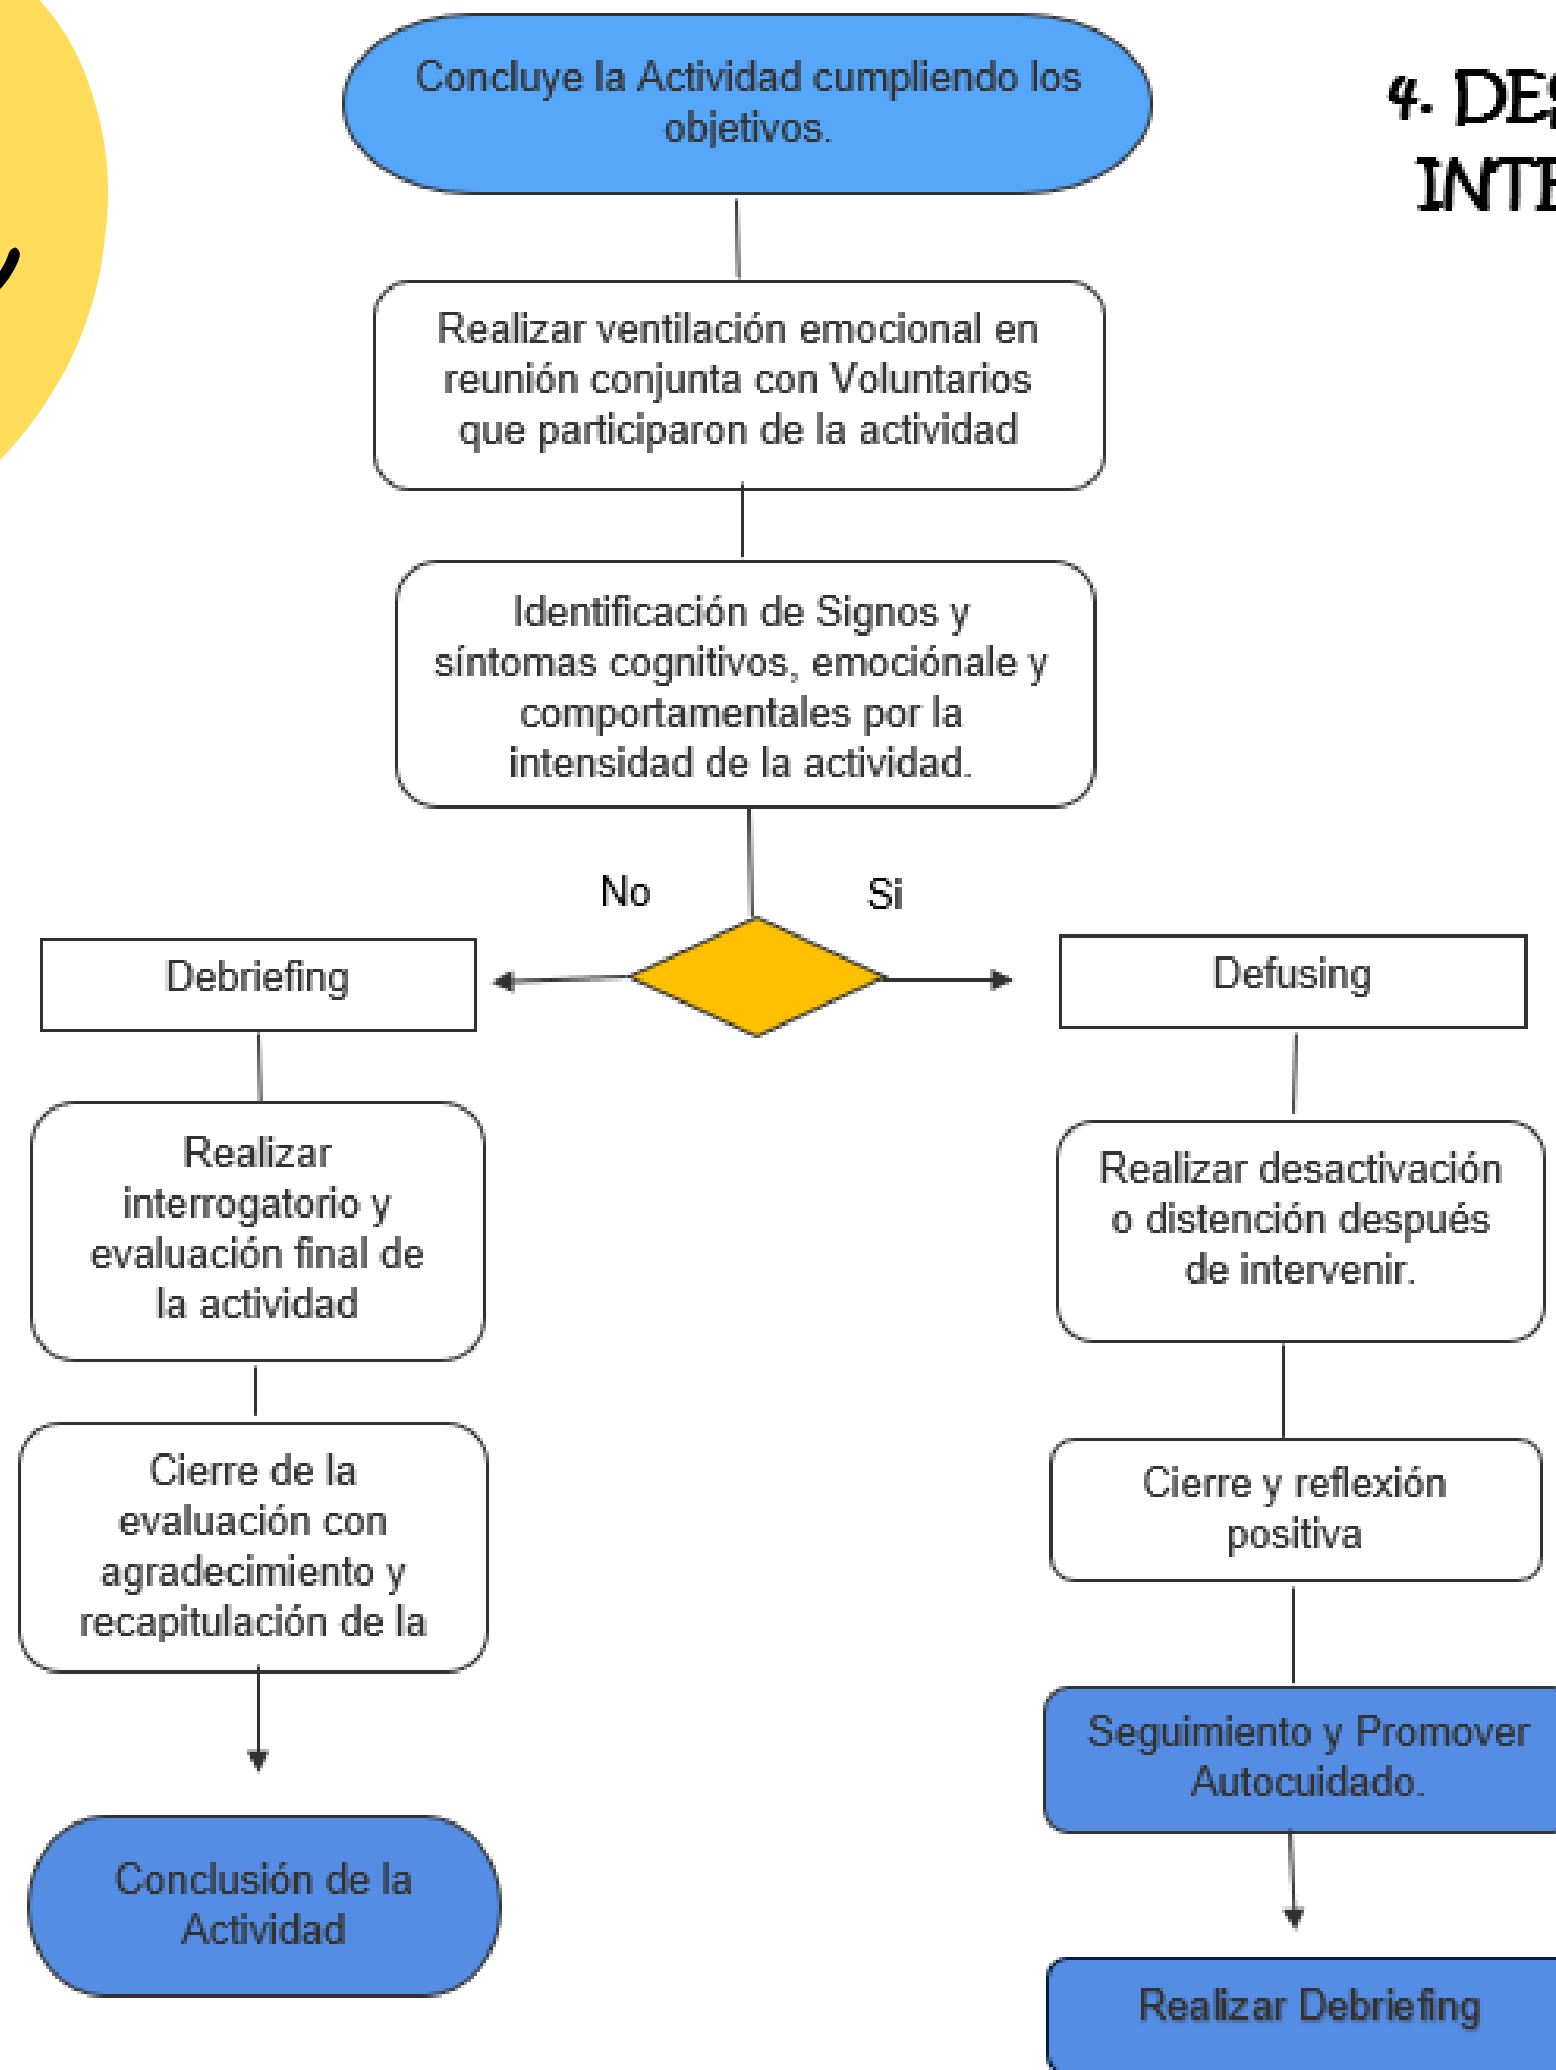 Concluye la Actividad cumpliendo los
objetivos.
4. DES
INTE
Realizar ventilación emocional en
reunión conjunta con Voluntarios
que participaron de la actividad
Identificación de Signos y
síntomas cognitivos, emociónale y
comportamentales por la
intensidad de la actividad.
No
Si
Debriefing
Realizar
interrogatorio y
evaluación final de
la actividad
Cierre de la
evaluación con
agradecimiento y
recapitulación de la
Conclusión de la
Actividad
Defusing
Realizar desactivación
o distención después
de intervenir.
Cierre y reflexión
positiva
Seguimiento y Promover
Autocuidado.
Realizar Debriefing